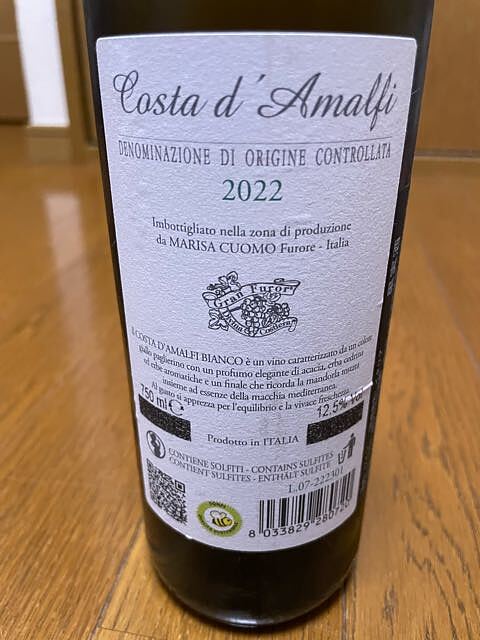 Costa d´Amalfi
DENOMINAZIONE DI ORIGINE CONTROLLATA
2022
Imbottigliato nella zona di produzione
da MARISA CUOMO Furore - Italia
Gran Furor
Divina Costiera
il COSTA D'AMALFI BIANCO è un vino caratterizzato da un colore
giallo paglierino con un profumo elegante di acacia, erba cedrina
ed erbe aromatiche e un finale che ricorda la mandorla munta
insieme ad essenze della macchia mediterranea.
Al gusto si apprezza per l'equilibrio e la vivace freschezza.
750 ml e 12,5% vol
Prodotto in ITALIA
CONTIENE SOLFITI - CONTAINS SULFITES
CONTIENT SULFITES - ENTHÄLT SULFITE
L.07-222301